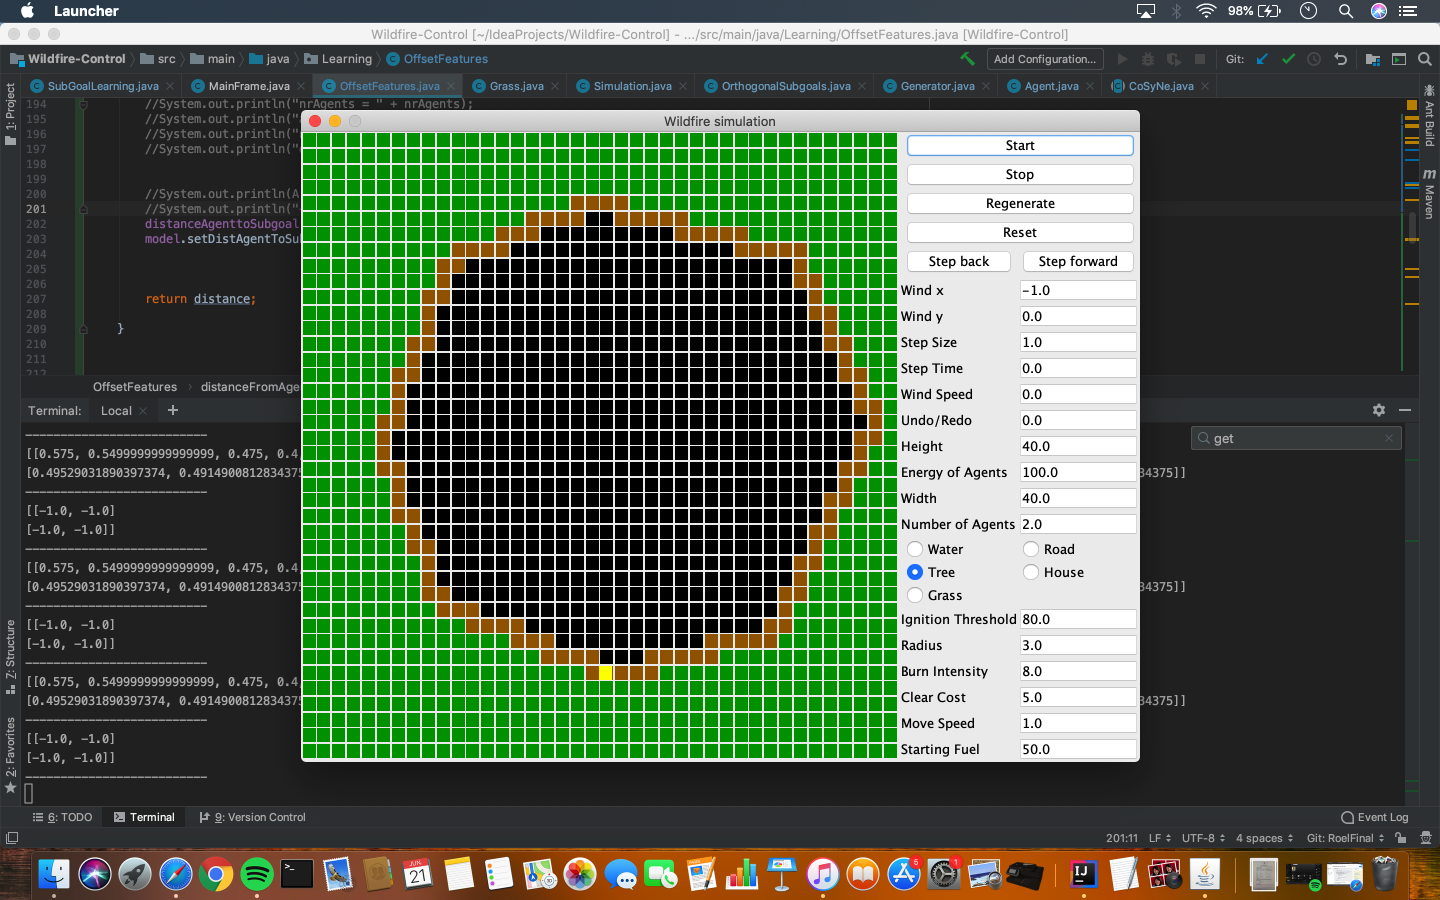 Launcher
98%
Wildfire-Control [~/IdeaProjects/Wildfire-Control] - .../src/main/java/Learning/OffsetFeatures.java [Wildfire-Control]
Wildfire-Control
src
main
java
Learning
OffsetFeatures
Add Configuration...
Git:
SubGoalLearning.java
MainFrame.java
OffsetFeatures.java
Grass.java
Simulation.java
OrthogonalSubgoals.java
Generator.java
Agent.java
CoSyNe.java
1: Project
Z: Structure
2: Favorites
Ant Build
m
Maven
194 //System.out.println("nrAgents = " + nrAgents);
195 //System.out.println("
196 //System.out.println("
197 //System.out.println("
198
199
200 //System.out.println(A
201 //System.out.println("
202 distanceAgenttoSubgoal
203 model.setDistAgentToSu
204
205
206
207 return distance;
208
209 }
210
211
212
OffsetFeatures
distanceFromAge
Terminal:
Local
+
get
[[0.575, 0.5499999999999999, 0.475, 0.4
[0.49529031890397374, 0.4914900812834375
34375]]
[[-1.0, -1.0]
[-1.0, -1.0]]
[[0.575, 0.5499999999999999, 0.475, 0.4
[0.49529031890397374, 0.4914900812834375
34375]]
[[-1.0, -1.0]
[-1.0, -1.0]]
[[0.575, 0.5499999999999999, 0.475, 0.4
[0.49529031890397374, 0.4914900812834375
34375]]
[[-1.0, -1.0]
[-1.0, -1.0]]
Wildfire simulation
Start
Stop
Regenerate
Reset
Step back
Step forward
Wind x -1.0
Wind y 0.0
Step Size 1.0
Step Time 0.0
Wind Speed 0.0
Undo/Redo 0.0
Height 40.0
Energy of Agents 100.0
Width 40.0
Number of Agents 2.0
Water
Road
Tree
House
Grass
Ignition Threshold 80.0
Radius 3.0
Burn Intensity 8.0
Clear Cost 5.0
Move Speed 1.0
Starting Fuel 50.0
6: TODO
Terminal
9: Version Control
Event Log
201:11
LF
UTF-8
4 spaces
Git: RoelFinal
JUN
21
5
1
IJ